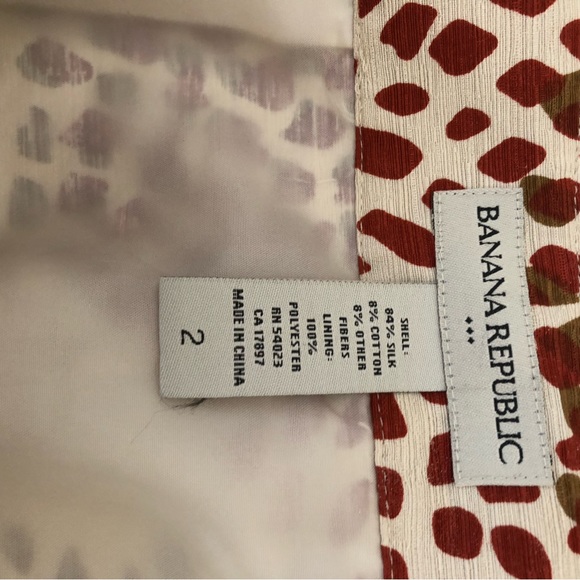 BANANA REPUBLIC
***
SHELL:
84% SILK
8% COTTON
8% OTHER
FIBERS
LINING:
100%
POLYESTER
RN 54023
CA 17897
MADE IN CHINA
2